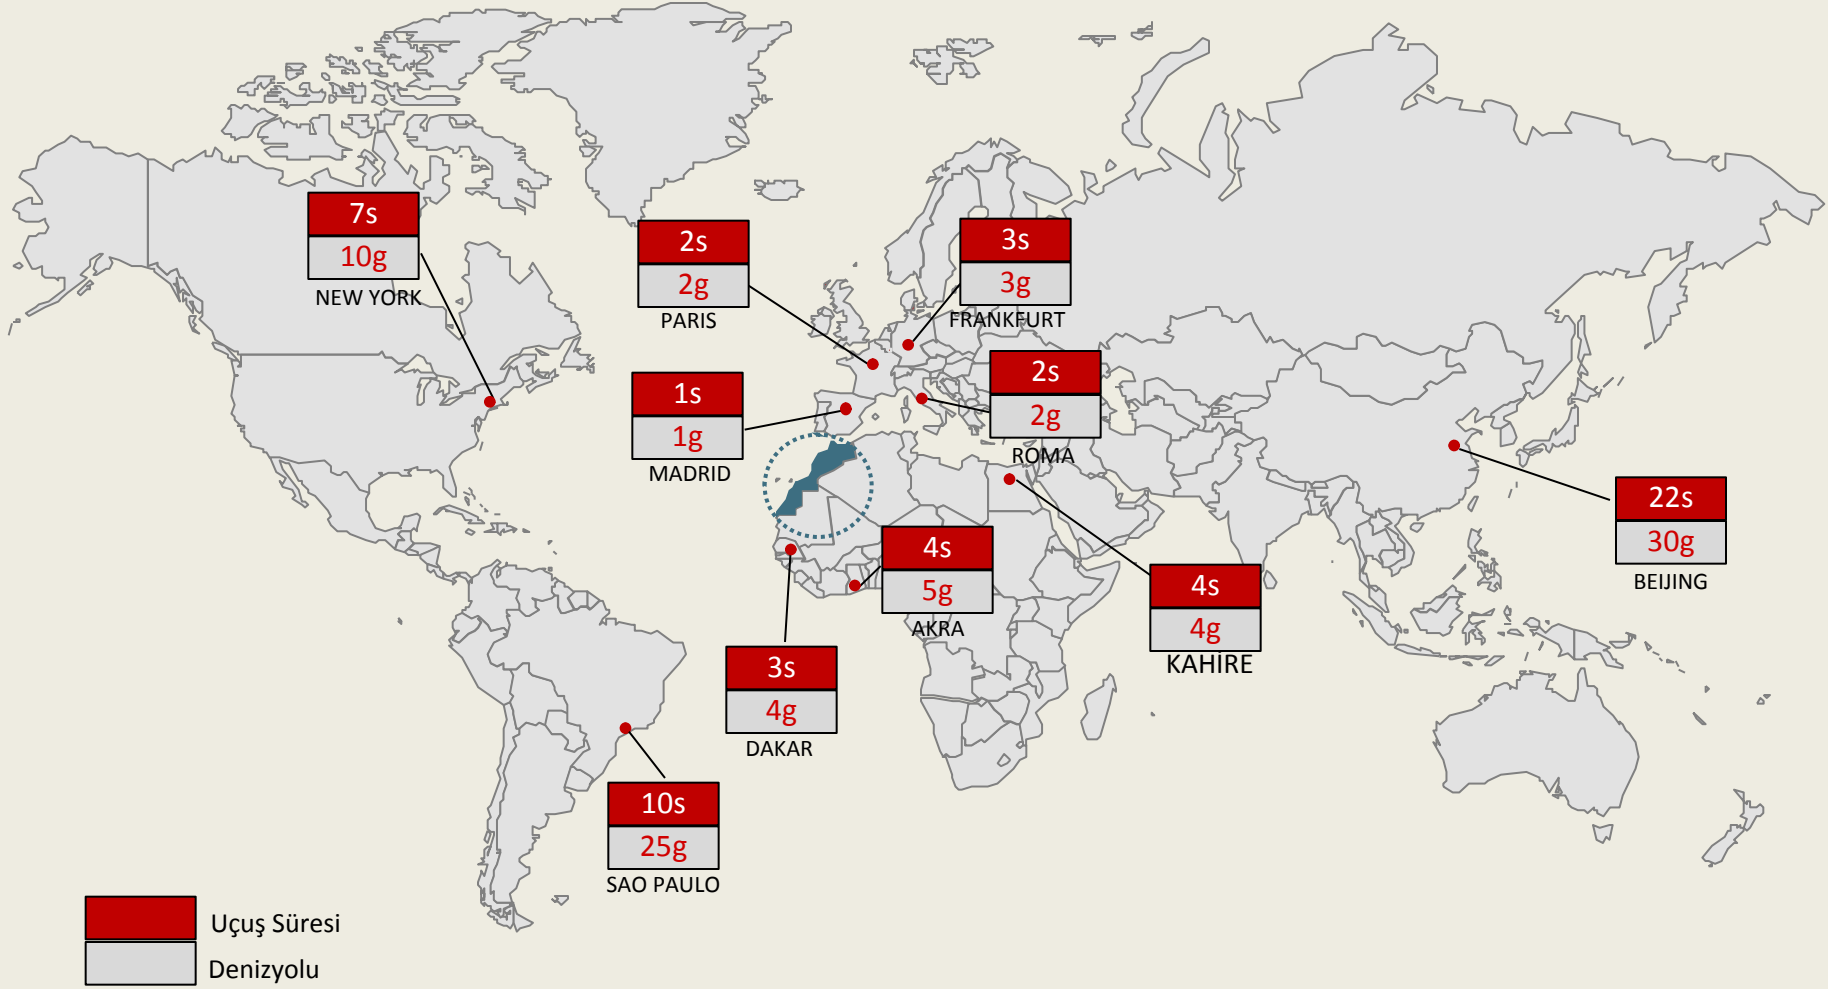 7s
10g
NEW YORK
2s
2g
PARIS
3s
3g
FRANKFURT
1s
1g
MADRID
2s
2g
ROMA
22s
30g
BEIJING
4s
5g
AKRA
4s
4g
KAHİRE
3s
4g
DAKAR
10s
25g
SAO PAULO
Uçuş Süresi
Denizyolu